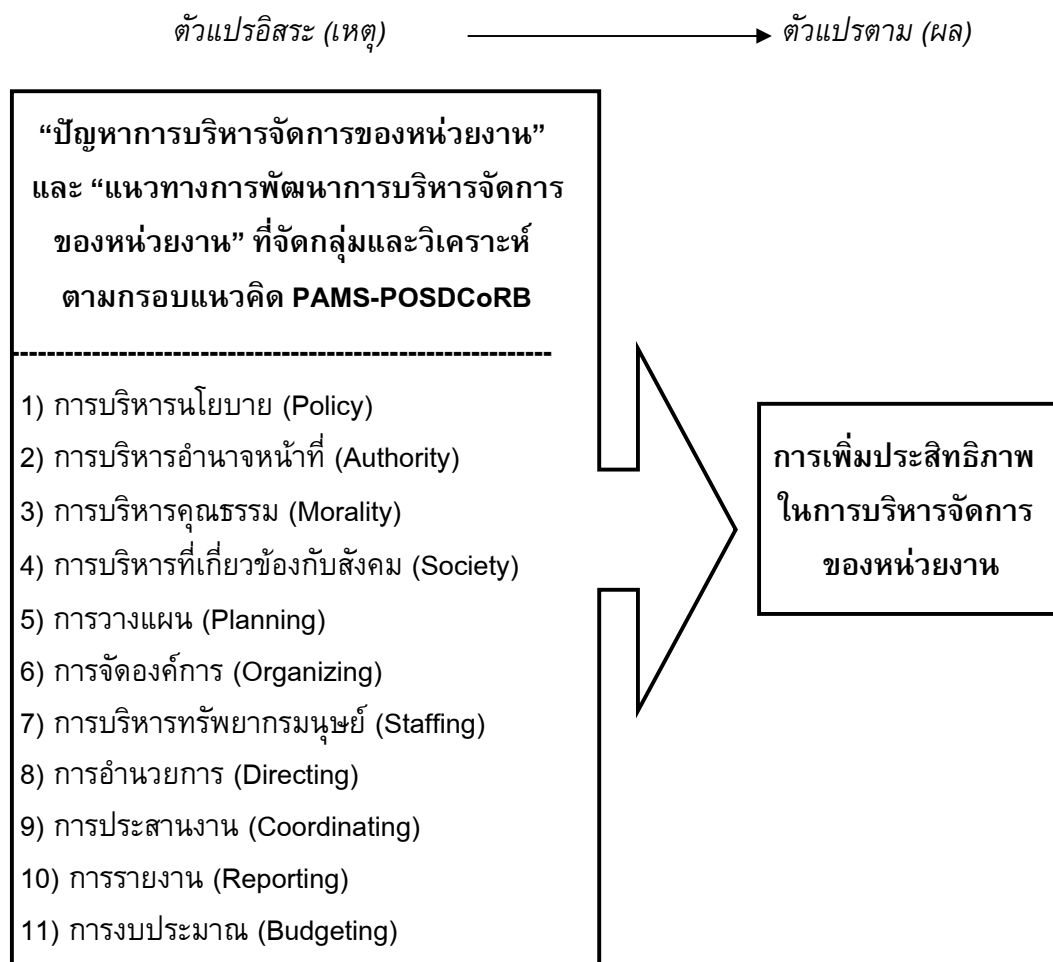 ตัวแปรอิสระ (เหตุ) ตัวแปรตาม (ผล)
“ปัญหาการบริหารจัดการของหน่วยงาน”
และ “แนวทางการพัฒนาการบริหารจัดการ
ของหน่วยงาน” ที่จัดกลุ่มและวิเคราะห์
ตามกรอบแนวคิด PAMS-POSDCoRB
1) การบริหารนโยบาย (Policy)
2) การบริหารอำนาจหน้าที่ (Authority)
3) การบริหารคุณธรรม (Morality)
4) การบริหารที่เกี่ยวข้องกับสังคม (Society)
5) การวางแผน (Planning)
6) การจัดองค์การ (Organizing)
7) การบริหารทรัพยากรมนุษย์ (Staffing)
8) การอำนวยการ (Directing)
9) การประสานงาน (Coordinating)
10) การรายงาน (Reporting)
11) การงบประมาณ (Budgeting)
การเพิ่มประสิทธิภาพ
ในการบริหารจัดการ
ของหน่วยงาน